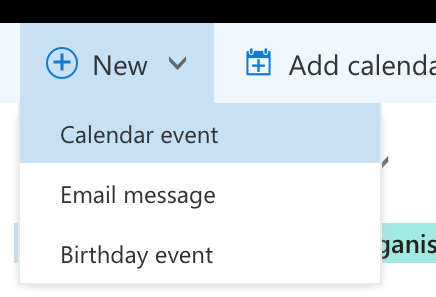 New Add calenda
Calendar event
Email message
Birthday event
ganis